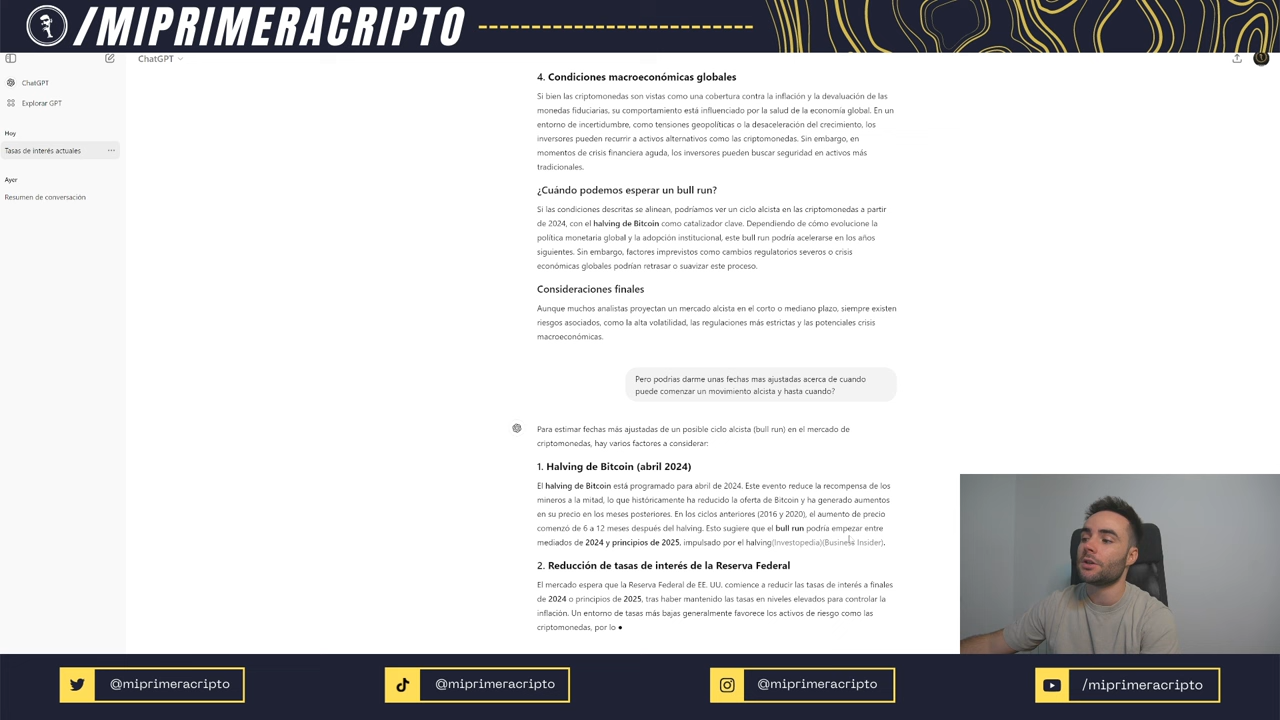 /MIPRIMERACRIPTO
ChatGPT
ChatGPT
Explorar GPT
Hoy
Tasas de interés actuales
Ayer
Resumen de conversación
4. Condiciones macroeconómicas globales
Si bien las criptomonedas son vistas como una cobertura contra la inflación y la devaluación de las
monedas fiduciarias, su comportamiento está influenciado por la salud de la economía global. En un
entorno de incertidumbre, como tensiones geopolíticas o la desaceleración del crecimiento, los
inversores pueden recurrir a activos alternativos como las criptomonedas. Sin embargo, en
momentos de crisis financiera aguda, los inversores pueden buscar seguridad en activos más
tradicionales.
¿Cuándo podemos esperar un bull run?
Si las condiciones descritas se alinean, podríamos ver un ciclo alcista en las criptomonedas a partir
de 2024, con el halving de Bitcoin como catalizador clave. Dependiendo de cómo evolucione la
política monetaria global y la adopción institucional, este bull run podría acelerarse en los años
siguientes. Sin embargo, factores imprevistos como cambios regulatorios severos o crisis
económicas globales podrían retrasar o suavizar este proceso.
Consideraciones finales
Aunque muchos analistas proyectan un mercado alcista en el corto o mediano plazo, siempre existen
riesgos asociados, como la alta volatilidad, las regulaciones más estrictas y las potenciales crisis
macroeconómicas.
Pero podrias darme unas fechas mas ajustadas acerca de cuando
puede comenzar un movimiento alcista y hasta cuando?
Para estimar fechas más ajustadas de un posible ciclo alcista (bull run) en el mercado de
criptomonedas, hay varios factores a considerar:
1. Halving de Bitcoin (abril 2024)
El halving de Bitcoin está programado para abril de 2024. Este evento reduce la recompensa de los
mineros a la mitad, lo que históricamente ha reducido la oferta de Bitcoin y ha generado aumentos
en su precio en los meses posteriores. En los ciclos anteriores (2016 y 2020), el aumento de precio
comenzó de 6 a 12 meses después del halving. Esto sugiere que el bull run podría empezar entre
mediados de 2024 y principios de 2025, impulsado por el halving(Investopedia)(Business Insider).
2. Reducción de tasas de interés de la Reserva Federal
El mercado espera que la Reserva Federal de EE. UU. comience a reducir las tasas de interés a finales
de 2024 o principios de 2025, tras haber mantenido las tasas en niveles elevados para controlar la
inflación. Un entorno de tasas más bajas generalmente favorece los activos de riesgo como las
criptomonedas, por lo
@miprimeracripto
@miprimeracripto
@miprimeracripto
/miprimeracripto